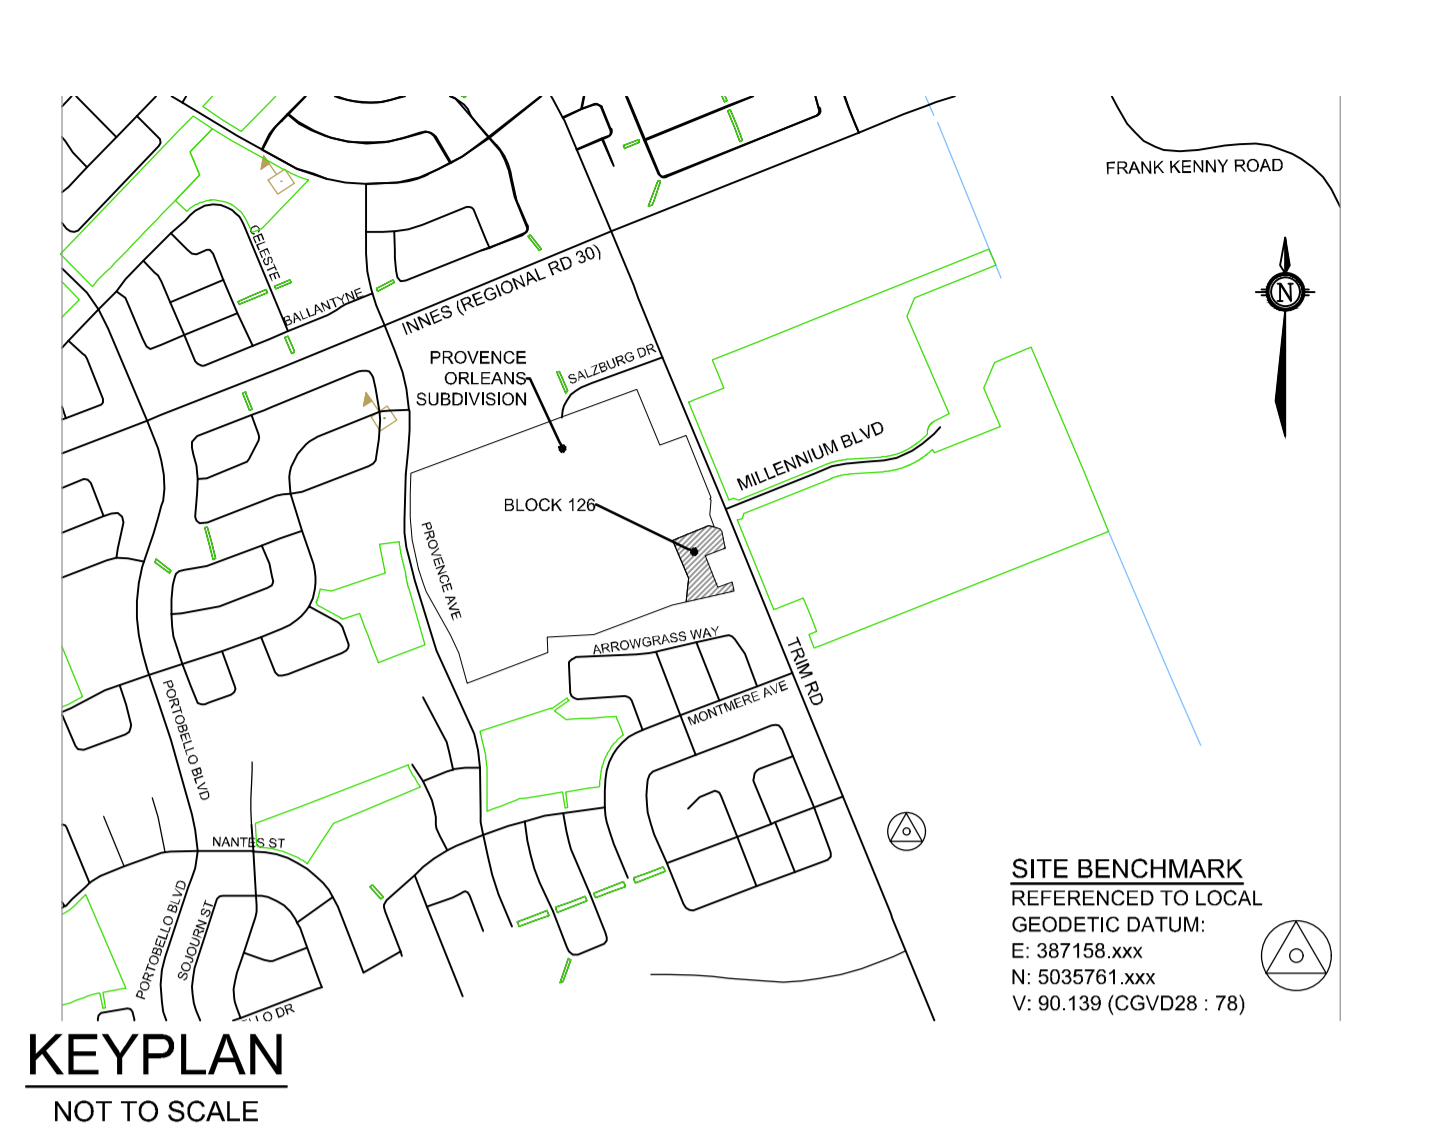 FRANK KENNY ROAD
CELESTE
N
BALLANTYNE
INNES (REGIONAL RD 30)
PROVENCE
ORLEANS
SUBDIVISION
SALZBURG DR
MILLENNIUM BLVD
BLOCK 126
PROVENCE AVE
ARROWGRASS WAY
TRIM RD
MONTMERE AVE
PORTOBELLO BLVD
NANTES ST
PORTOBELLO BLVD
SOJOURN ST
LLO DR
SITE BENCHMARK
REFERENCED TO LOCAL
GEODETIC DATUM:
E: 387158.xxx
N: 5035761.xxx
V: 90.139 (CGVD28 : 78)
KEYPLAN
NOT TO SCALE